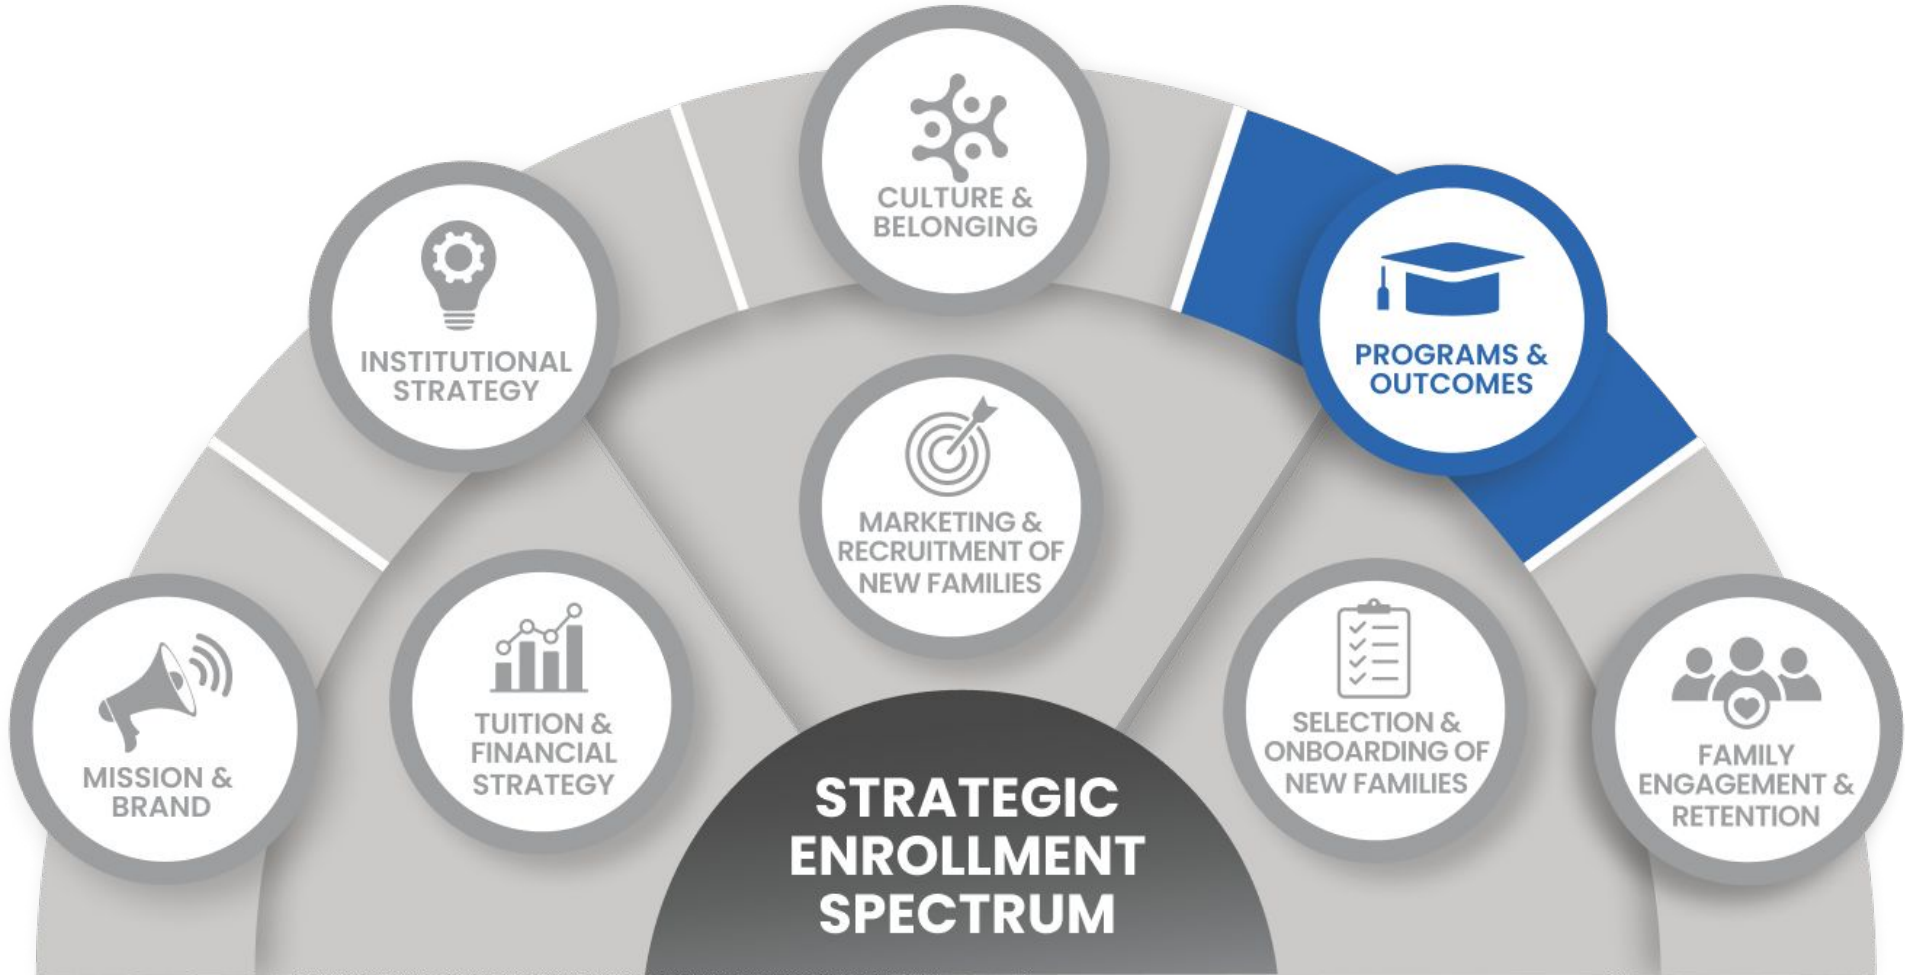 CULTURE &
BELONGING
INSTITUTIONAL
STRATEGY
PROGRAMS &
OUTCOMES
MARKETING &
RECRUITMENT OF
NEW FAMILIES
MISSION &
BRAND
TUITION &
FINANCIAL
STRATEGY
SELECTION &
ONBOARDING OF
NEW FAMILIES
FAMILY
ENGAGEMENT &
RETENTION
STRATEGIC
ENROLLMENT
SPECTRUM